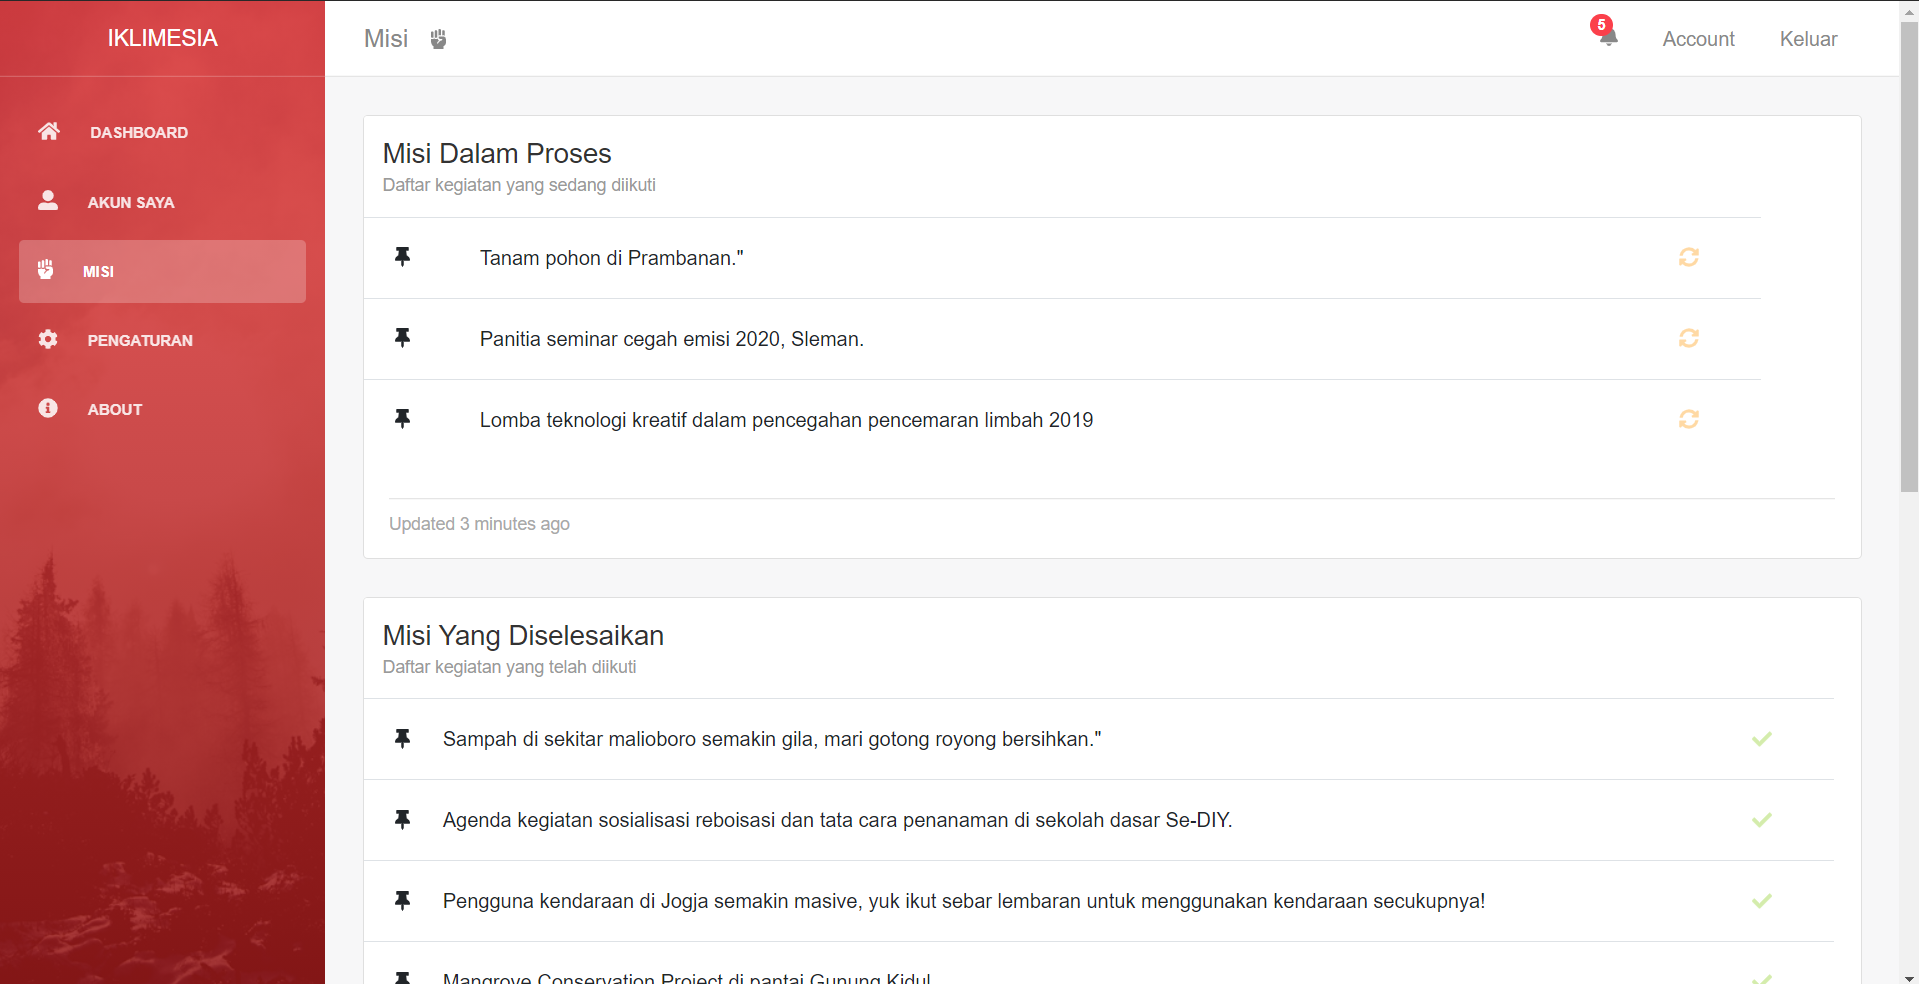 IKLIMESIA
DASHBOARD
AKUN SAYA
MISI
PENGATURAN
ABOUT
Misi
5
Account
Keluar
Misi Dalam Proses
Daftar kegiatan yang sedang diikuti
Tanam pohon di Prambanan."
Panitia seminar cegah emisi 2020, Sleman.
Lomba teknologi kreatif dalam pencegahan pencemaran limbah 2019
Updated 3 minutes ago
Misi Yang Diselesaikan
Daftar kegiatan yang telah diikuti
Sampah di sekitar malioboro semakin gila, mari gotong royong bersihkan."
Agenda kegiatan sosialisasi reboisasi dan tata cara penanaman di sekolah dasar Se-DIY.
Pengguna kendaraan di Jogja semakin masive, yuk ikut sebar lembaran untuk menggunakan kendaraan secukupnya!
Mangrove Conservation Project di pantai Gunung Kidul